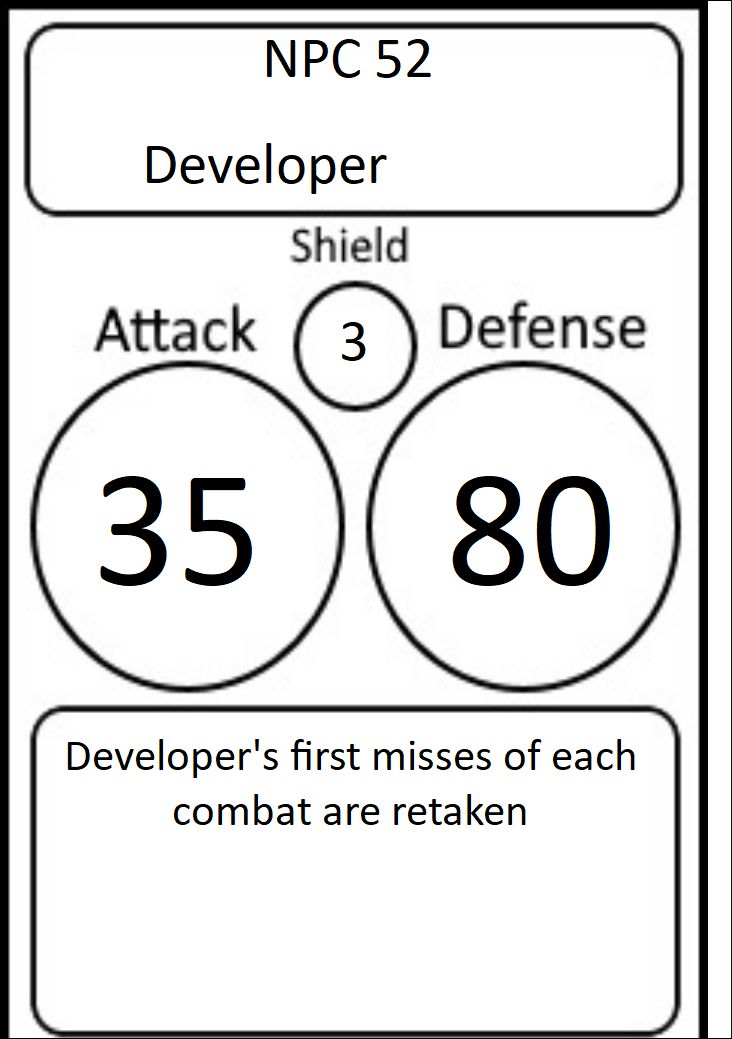 NPC 52
Developer
Shield
Attack
3
Defense
35
80
Developer's first misses of each
combat are retaken